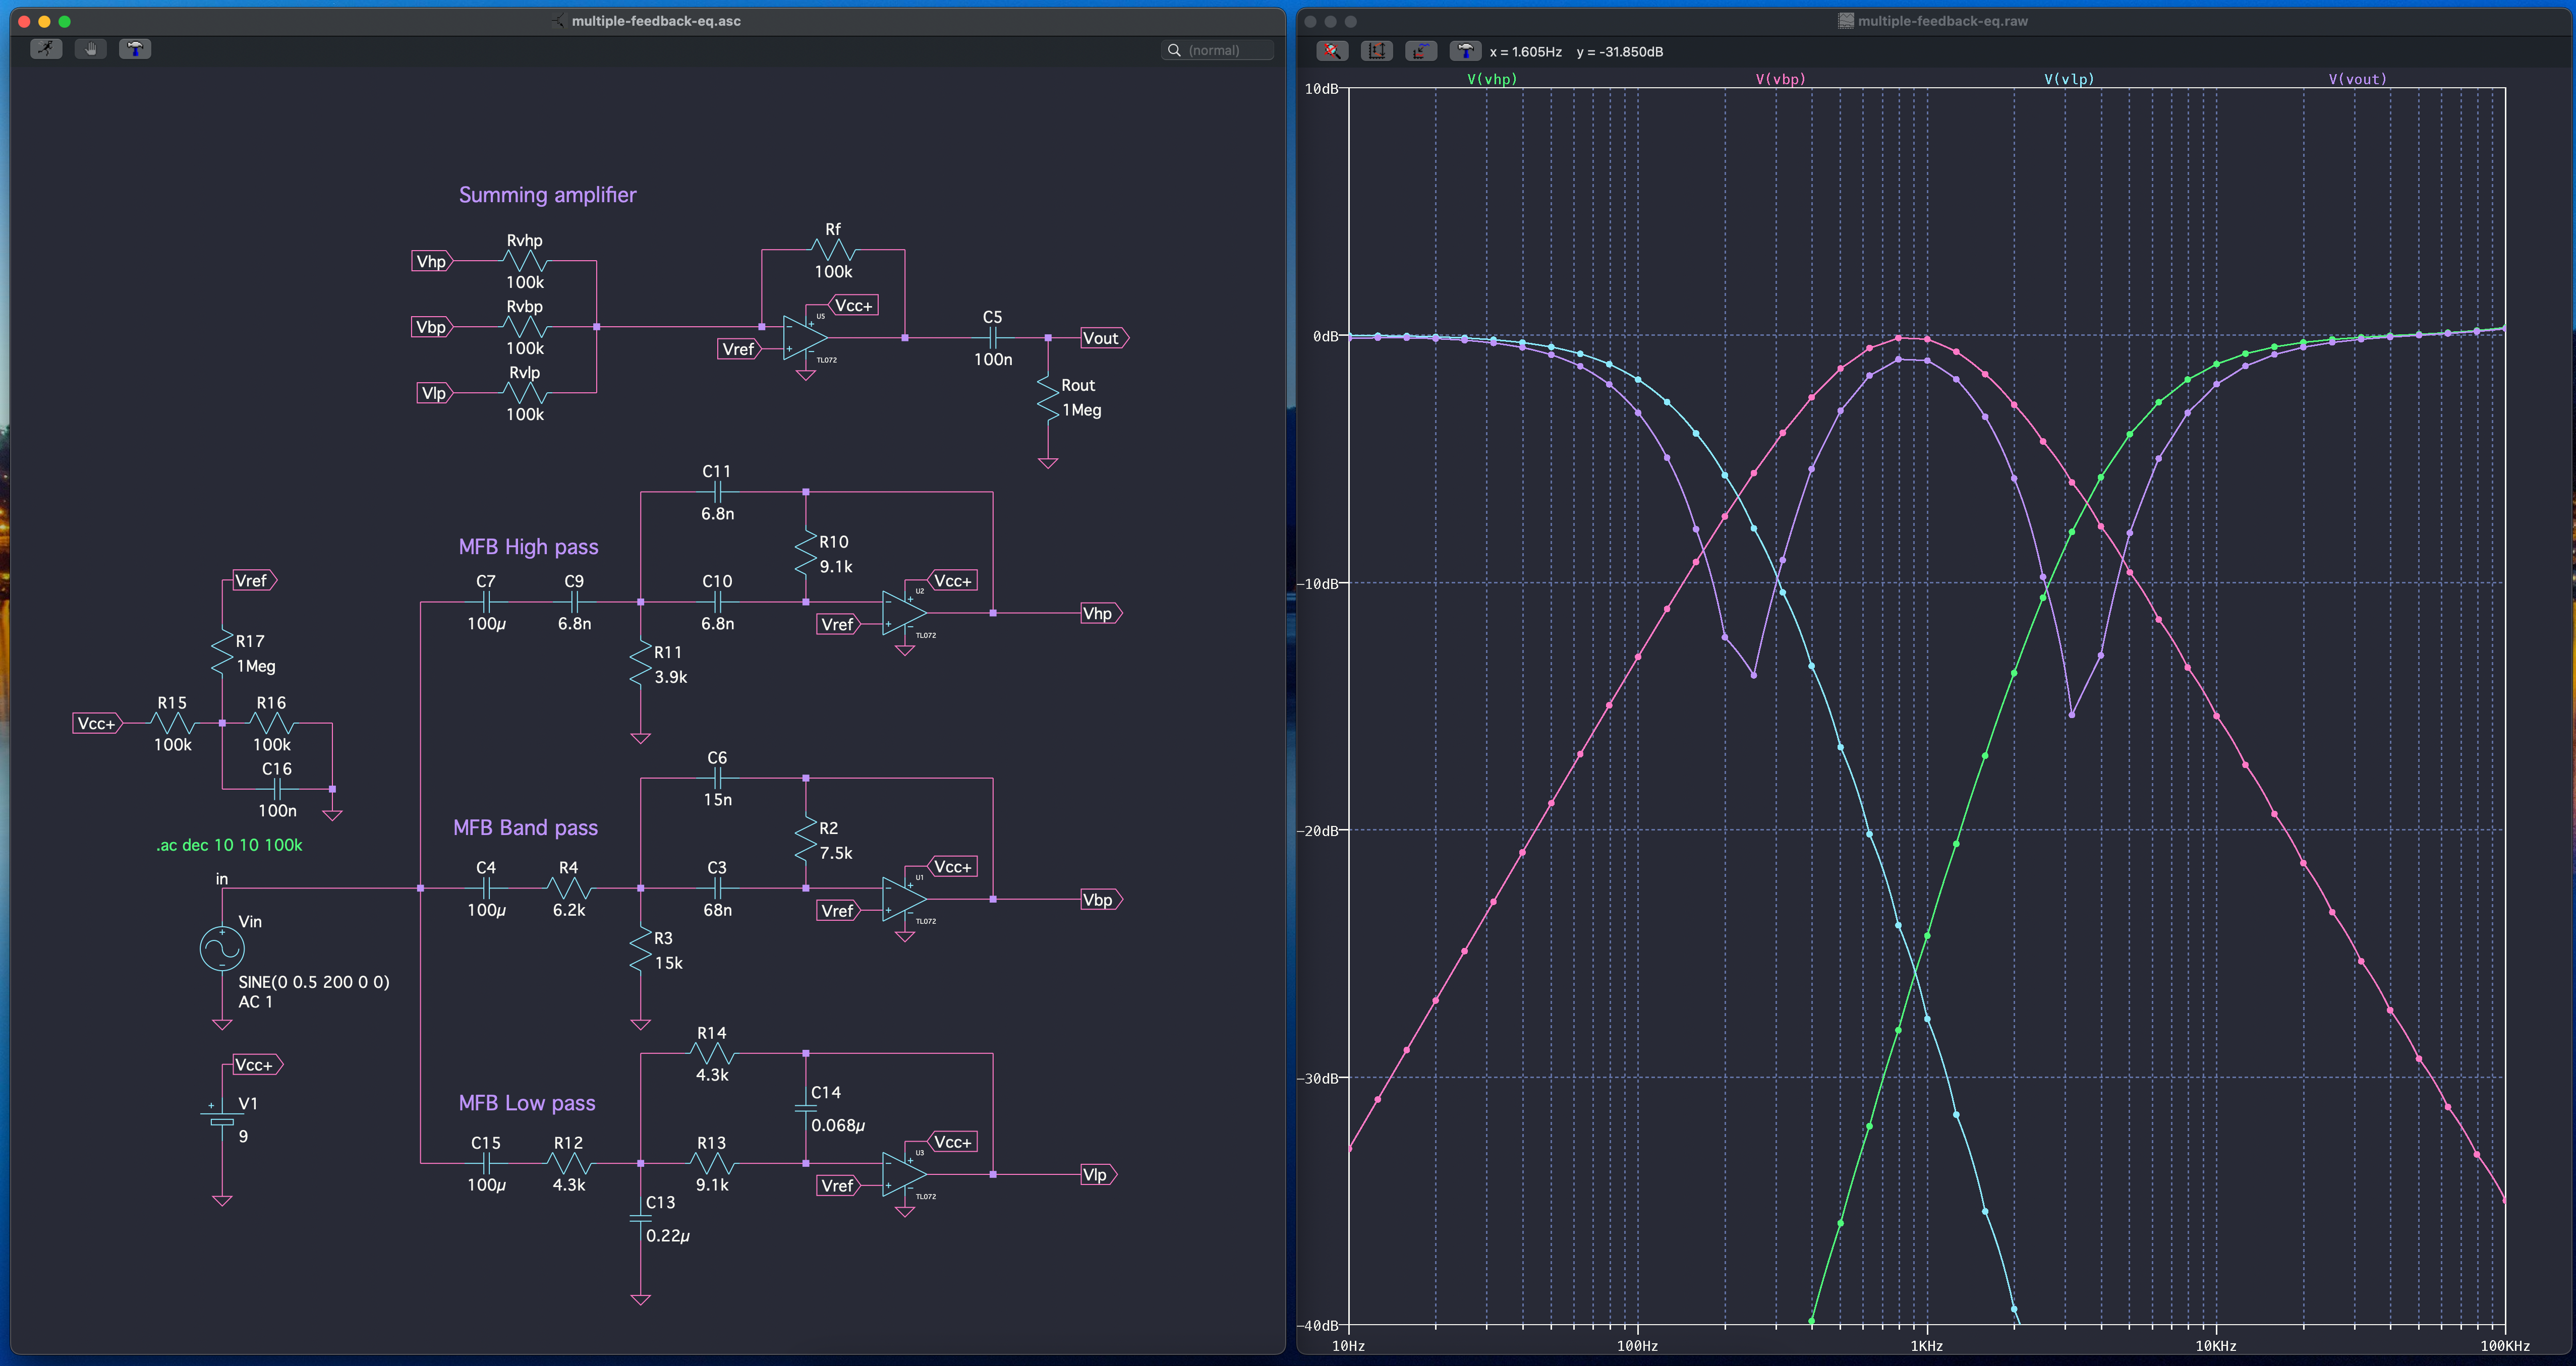 multiple-feedback-eq.asc
(normal)
Summing amplifier
Rvhp
Vhp
100k
Rvbp
Vbp
100k
Rvlp
Vlp
100k
Rf
100k
Vcc+
U5
Vref
TL072
C5
100n
Vout
Rout
1Meg
MFB High pass
C11
6.8n
R10
9.1k
C7
100µ
C9
6.8n
C10
6.8n
Vcc+
U2
Vref
TL072
Vhp
R11
3.9k
Vref
R17
1Meg
Vcc+
R15
100k
R16
100k
C16
100n
.ac dec 10 10 100k
MFB Band pass
C6
15n
R2
7.5k
C4
100µ
R4
6.2k
C3
68n
Vcc+
U1
Vref
TL072
Vbp
R3
15k
in
Vin
SINE(0 0.5 200 0 0)
AC 1
Vcc+
V1
9
MFB Low pass
R14
4.3k
C14
0.068µ
C15
100µ
R12
4.3k
R13
9.1k
Vcc+
U3
Vref
TL072
Vlp
C13
0.22µ
multiple-feedback-eq.raw
x = 1.605Hz y = -31.850dB
V(vhp) V(vbp) V(vlp) V(vout)
10dB
0dB
-10dB
-20dB
-30dB
-40dB
10Hz 100Hz 1KHz 10KHz 100KHz